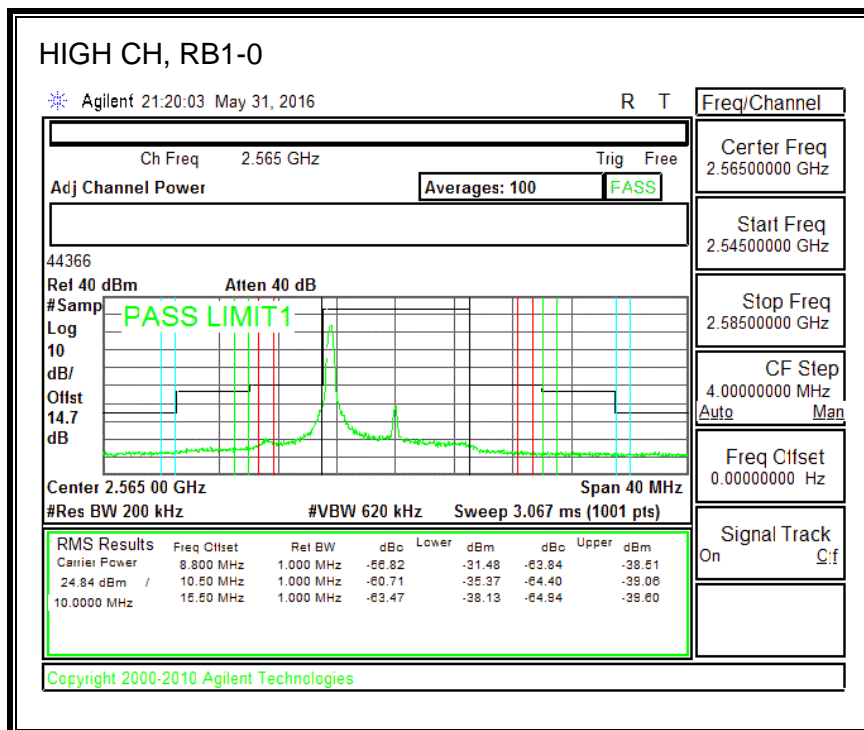 HIGH CH, RB1-0
Agilent 21:20:03 May 31, 2016 R T
Ch Freq 2.565 GHz Trig Free
Adj Channel Power Averages: 100 PASS
44366
Ref 40 dBm Atten 40 dB
#Samp
Log
10
dB/
Offst
14.7
dB
PASS LIMIT1
Center 2.565 00 GHz Span 40 MHz
#Res BW 200 kHz #VBW 620 kHz Sweep 3.067 ms (1001 pts)
RMS Results Freq Offset Ref BW dBc Lower dBm dBc Upper dBm
Carrier Power 8.800 MHz 1.000 MHz -56.82 -31.48 -63.84 -38.51
24.84 dBm / 10.50 MHz 1.000 MHz -60.71 -35.37 -64.40 -39.06
10.0000 MHz 15.50 MHz 1.000 MHz -63.47 -38.13 -64.94 -39.60
Copyright 2000-2010 Agilent Technologies
Freq/Channel
Center Freq
2.56500000 GHz
Start Freq
2.54500000 GHz
Stop Freq
2.58500000 GHz
CF Step
4.00000000 MHz
Auto Man
Freq Offset
0.00000000 Hz
Signal Track
On Off